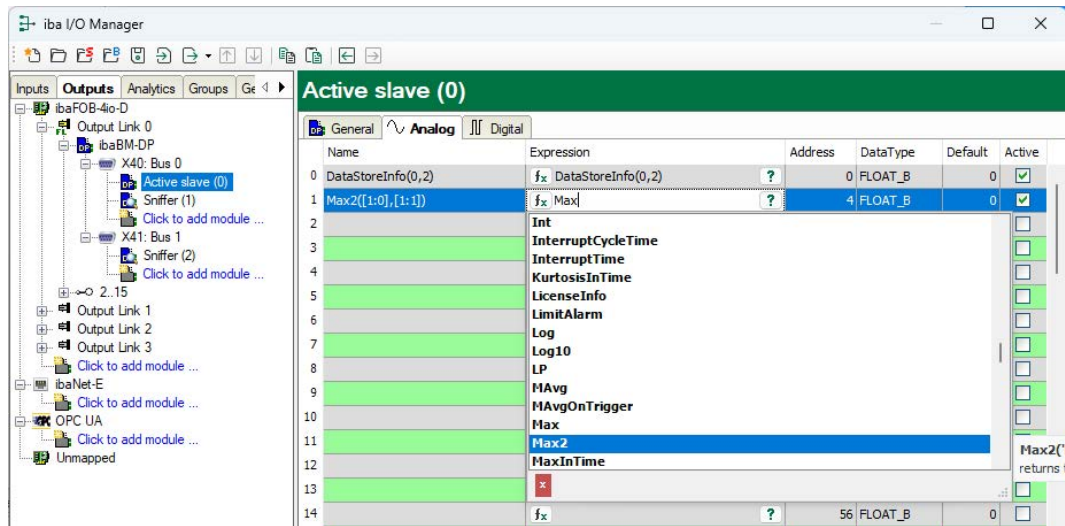 iba I/O Manager
Inputs Outputs Analytics Groups Ge
ibaFOB-4io-D
Output Link 0
ibaBM-DP
X40: Bus 0
Active slave (0)
Sniffer (1)
Click to add module ...
X41: Bus 1
Sniffer (2)
Click to add module ...
2..15
Output Link 1
Output Link 2
Output Link 3
Click to add module ...
ibaNet-E
Click to add module ...
OPC UA
Click to add module ...
Unmapped
Active slave (0)
General Analog Digital
Name Expression Address DataType Default Active
0 DataStoreInfo(0,2) fx DataStoreInfo(0,2) ? 0 FLOAT_B 0
1 Max2([1:0],[1:1]) fx Max ? 4 FLOAT_B 0
2
3
4
5
6
7
8
9
10
11
12
13
Int
InterruptCycleTime
InterruptTime
KurtosisInTime
LicenseInfo
LimitAlarm
Log
Log10
LP
MAvg
MAvgOnTrigger
Max
Max2
MaxInTime
x
Max2('
returns
14 fx ? 56 FLOAT_B 0